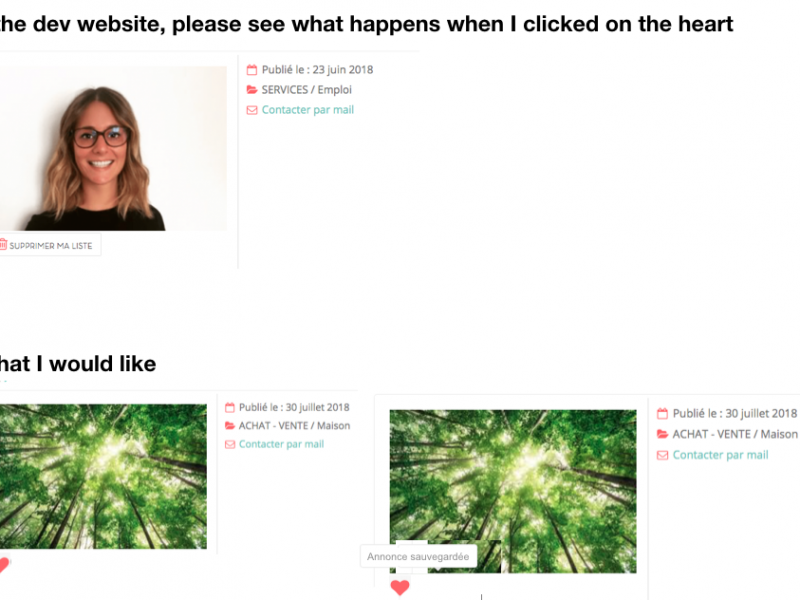 the dev website, please see what happens when I clicked on the heart
Publié le : 23 juin 2018
SERVICES / Emploi
Contacter par mail
SUPPRIMER MA LISTE
hat I would like
Publié le : 30 juillet 2018
ACHAT - VENTE / Maison
Contacter par mail
Publié le : 30 juillet 2018
ACHAT - VENTE / Maison
Contacter par mail
Annonce sauvegardée